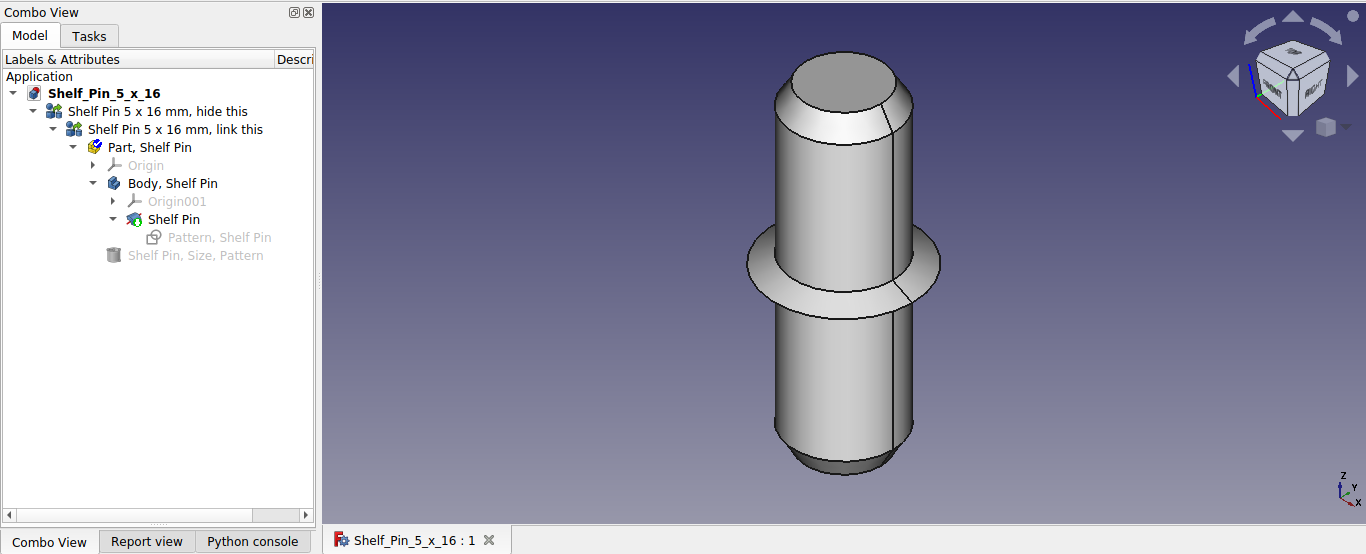 Combo View
Model Tasks
Labels & Attributes Descri
Application
Shelf_Pin_5_x_16
Shelf Pin 5 x 16 mm, hide this
Shelf Pin 5 x 16 mm, link this
Part, Shelf Pin
Origin
Body, Shelf Pin
Origin001
Shelf Pin
Pattern, Shelf Pin
Shelf Pin, Size, Pattern
Combo View Report view Python console
FRONT RIGHT
Z
Y
X
Shelf_Pin_5_x_16 : 1